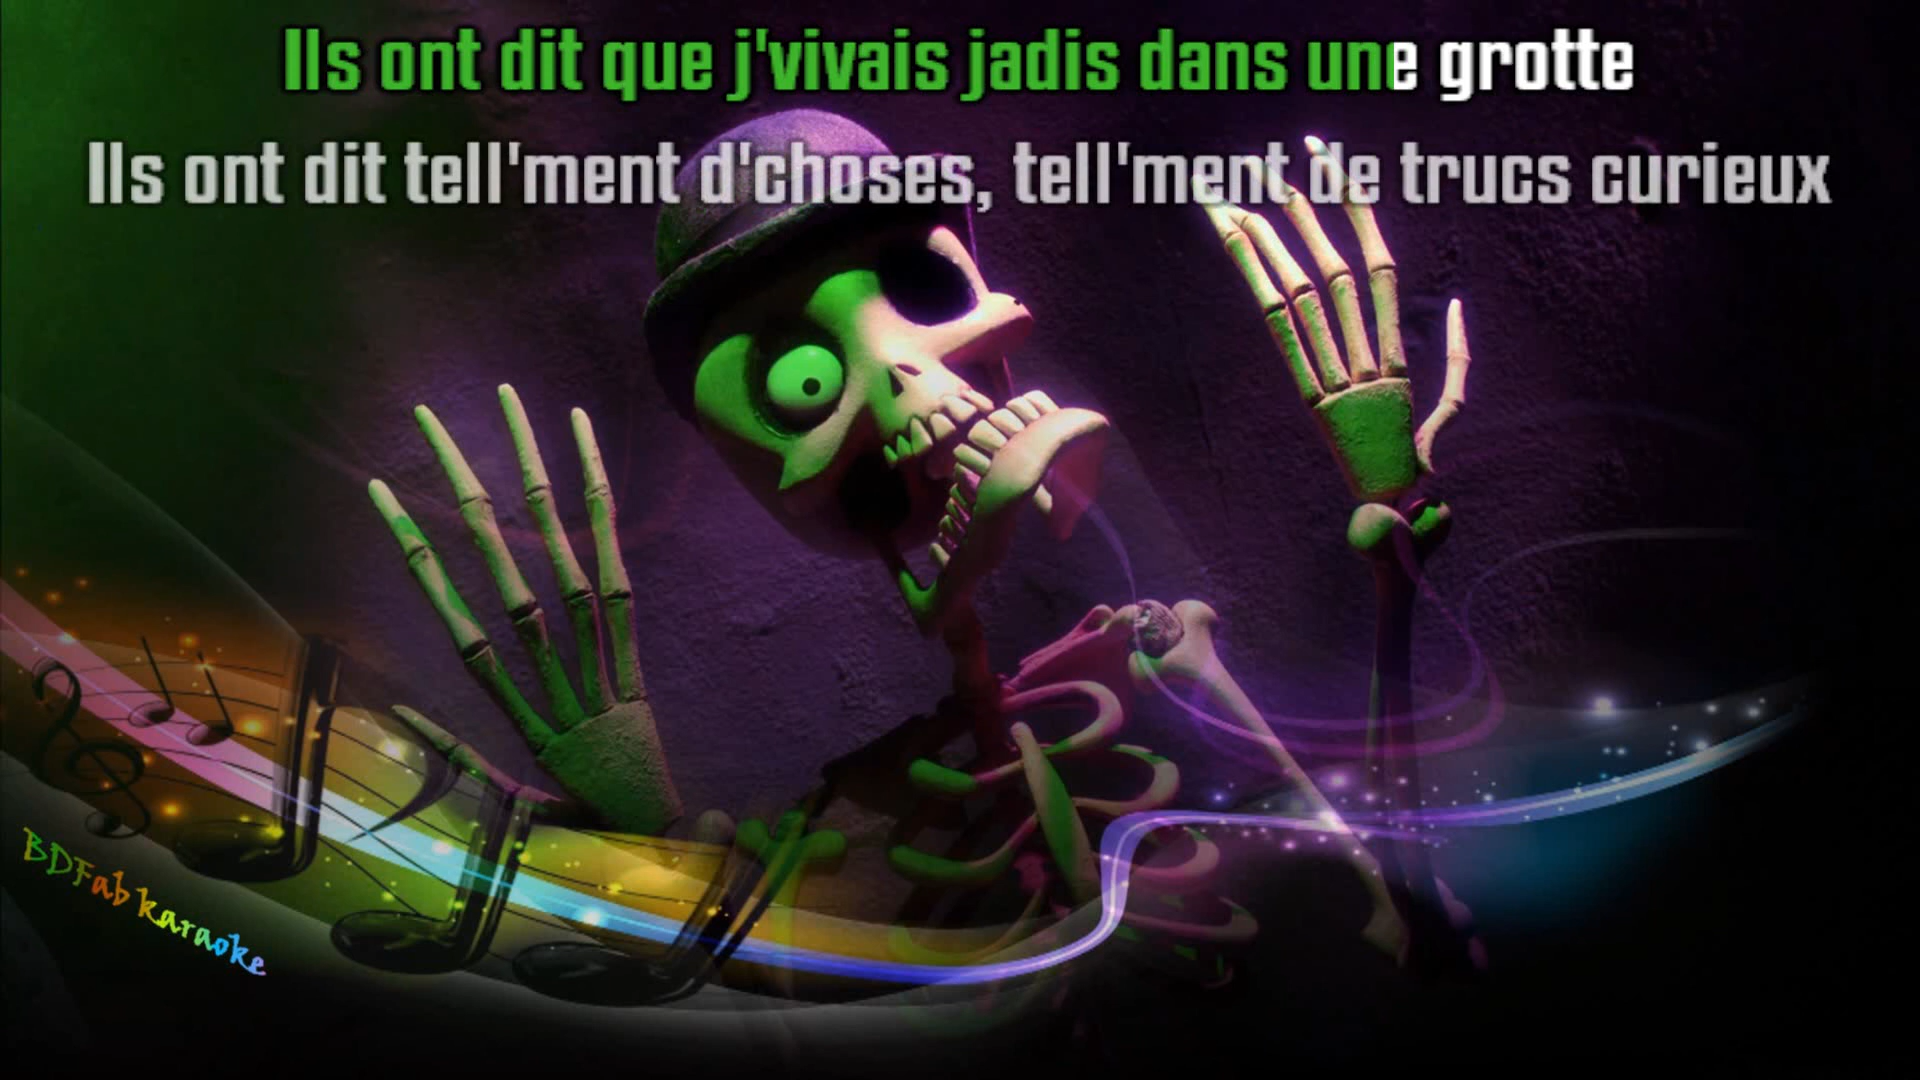 Ils ont dit que j'vivais jadis dans une grotte
Ils ont dit tell'ment d'choses, tell'ment de trucs curieux
BDFab karaoke